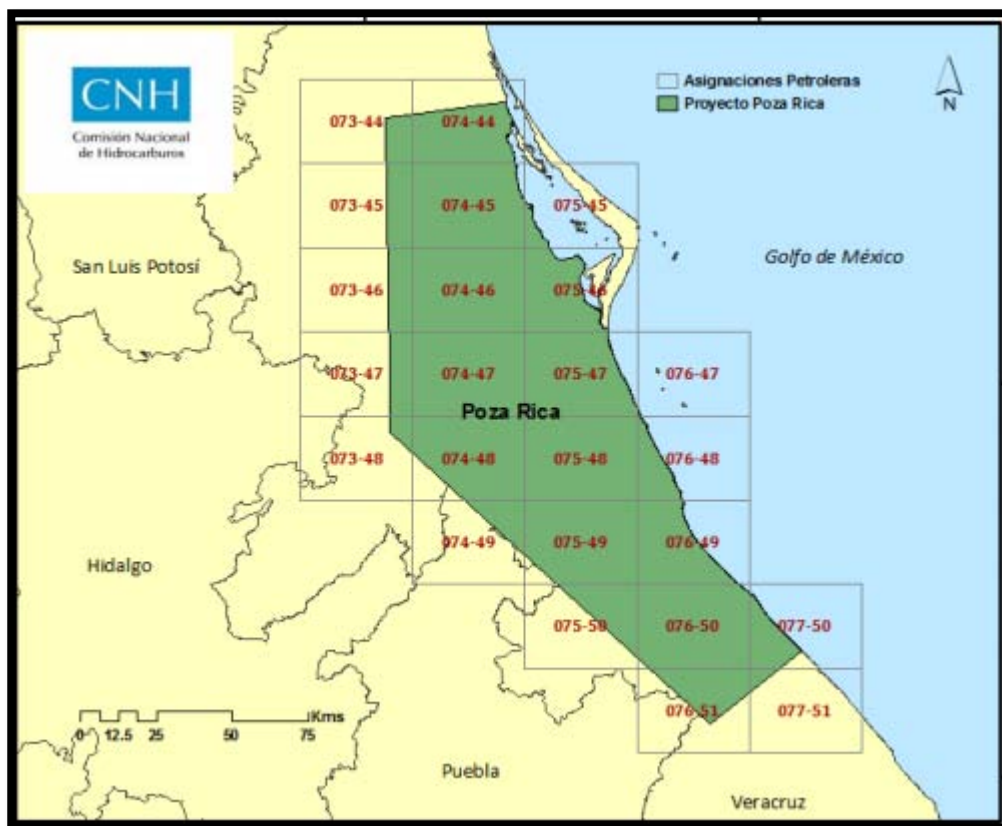 CNH
Comisión Nacional
de Hidrocarburos
Asignaciones Petroleras
Proyecto Poza Rica
N
073-44 074-44
073-45 074-45 075-45
San Luis Potosí
Golfo de México
073-46 074-46 075-46
073-47 074-47 075-47 076-47
Poza Rica
073-48 074-48 075-48 076-48
074-49 075-49 076-49
Hidalgo
075-50 076-50 077-50
076-51 077-51
Kms
0 12.5 25 50 75
Puebla
Veracruz